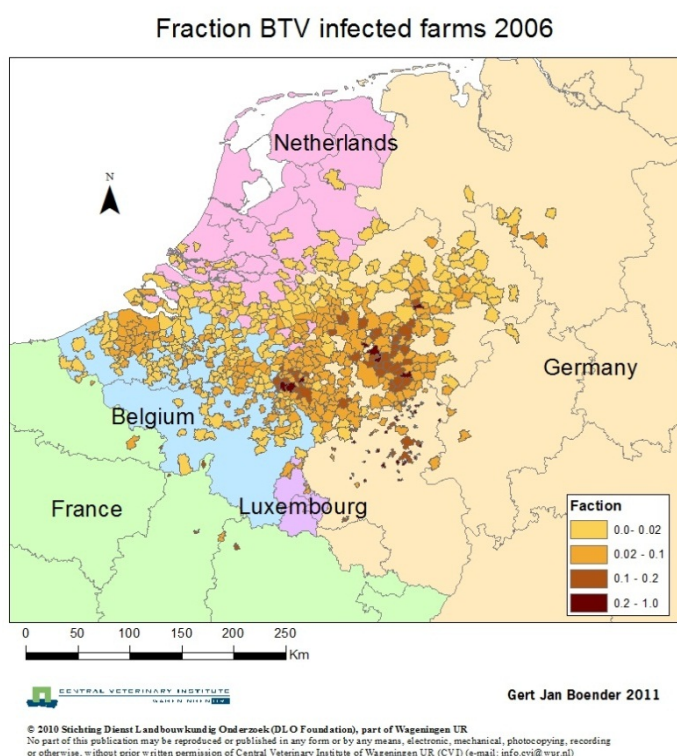 Fraction BTV infected farms 2006
Netherlands
N
Germany
Belgium
France
Luxembourg
Faction
0.0- 0.02
0.02 - 0.1
0.1 - 0.2
0.2 - 1.0
0 50 100 150 200 250
Km
CENTRAL VETERINARY INSTITUTE
WAGENINGEN UR
Gert Jan Boender 2011
© 2010 Stichting Dienst Landbouwkundig Onderzoek (DLO Foundation), part of Wageningen UR
No part of this publication may be reproduced or published in any form or by any means, electronic, mechanical, photocopying, recording
or otherwise, without prior written permission of Central Veterinary Institute of Wageningen UR (CVI) (e-mail: info.cvi@wur.nl)